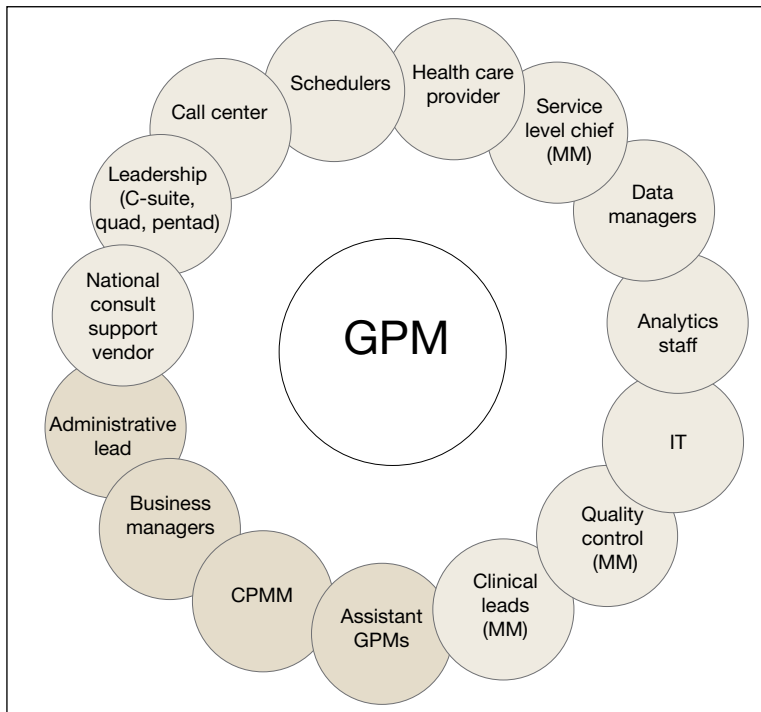 Schedulers
Health care
provider
Service
level chief
(MM)
Data
managers
Analytics
staff
IT
Quality
control
(MM)
Clinical
leads
(MM)
Assistant
GPMs
CPMM
Business
managers
Administrative
lead
National
consult
support
vendor
Leadership
(C-suite,
quad, pentad)
Call center
GPM